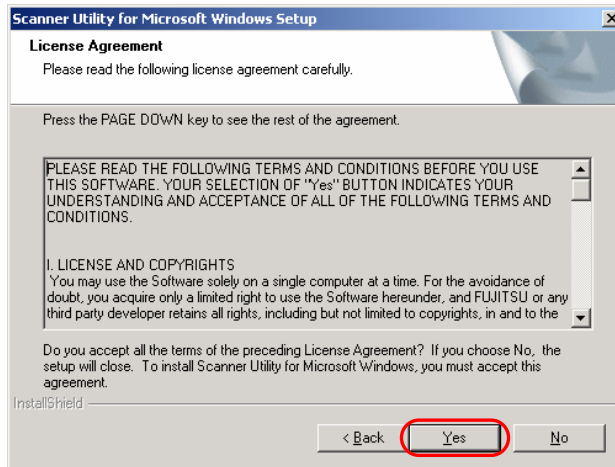 Scanner Utility for Microsoft Windows Setup
License Agreement
Please read the following license agreement carefully.
Press the PAGE DOWN key to see the rest of the agreement.
PLEASE READ THE FOLLOWING TERMS AND CONDITIONS BEFORE YOU USE
THIS SOFTWARE. YOUR SELECTION OF "Yes" BUTTON INDICATES YOUR
UNDERSTANDING AND ACCEPTANCE OF ALL OF THE FOLLOWING TERMS AND
CONDITIONS.
I. LICENSE AND COPYRIGHTS
You may use the Software solely on a single computer at a time. For the avoidance of
doubt, you acquire only a limited right to use the Software hereunder, and FUJITSU or any
third party developer retains all rights, including but not limited to copyrights, in and to the
Do you accept all the terms of the preceding License Agreement? If you choose No, the
setup will close. To install Scanner Utility for Microsoft Windows, you must accept this
agreement.
InstallShield
< Back Yes No